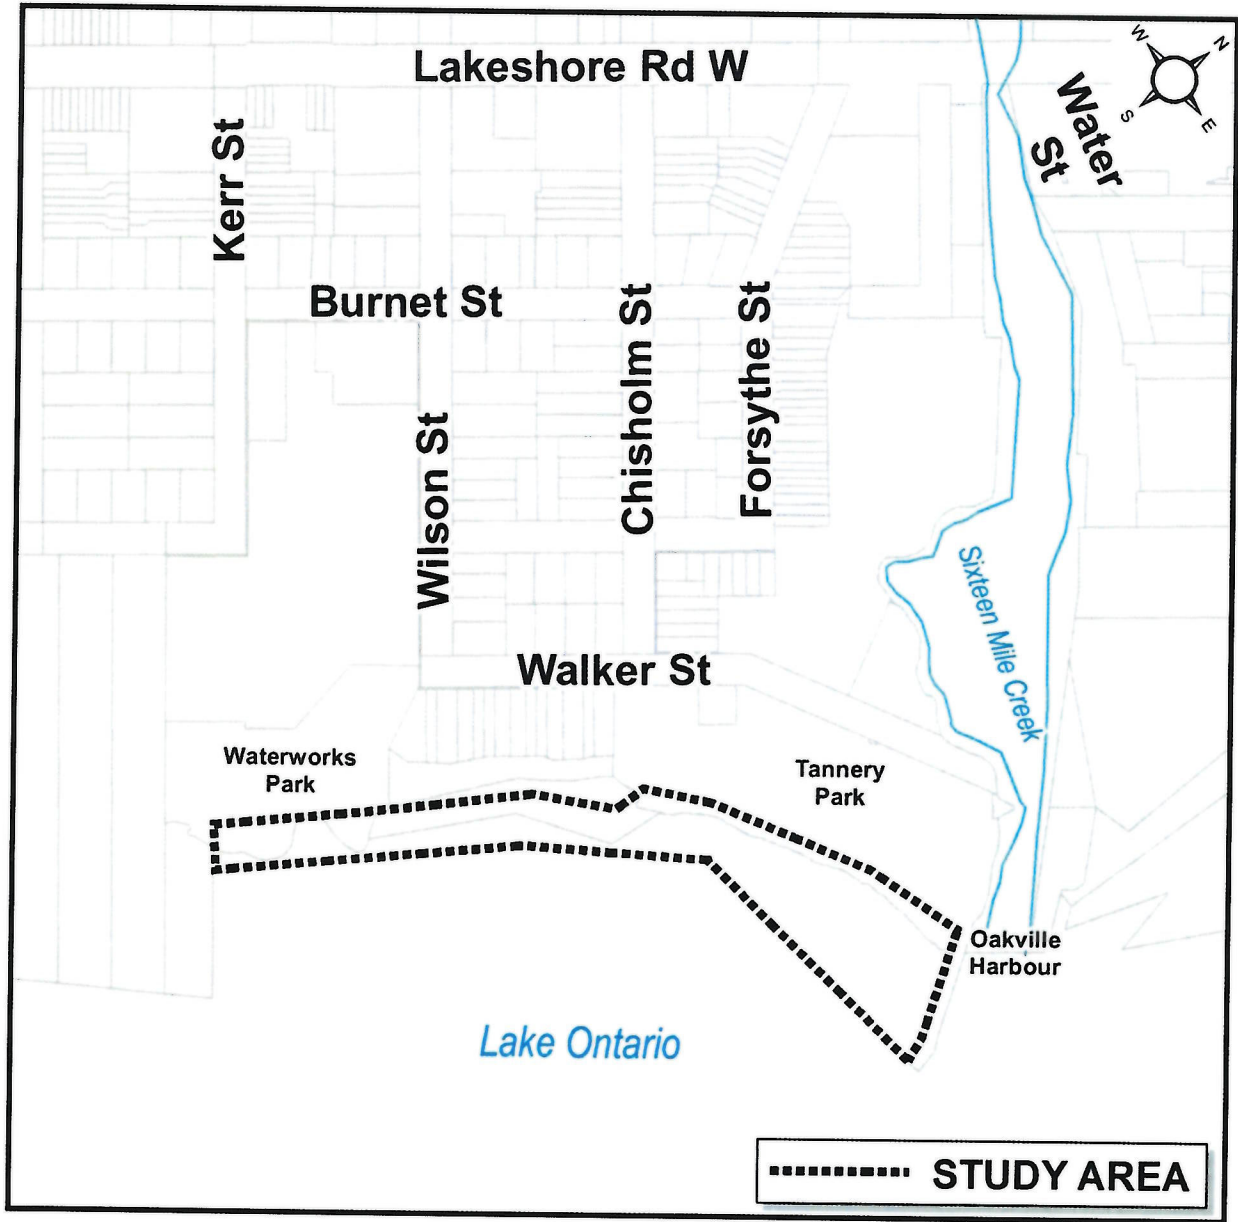 Lakeshore Rd W
W
N
S
E
Water
St
Kerr St
Burnet St
Chisholm St
Forsythe St
Wilson St
Sixteen Mile Creek
Walker St
Waterworks
Park
Tannery
Park
Oakville
Harbour
Lake Ontario
STUDY AREA